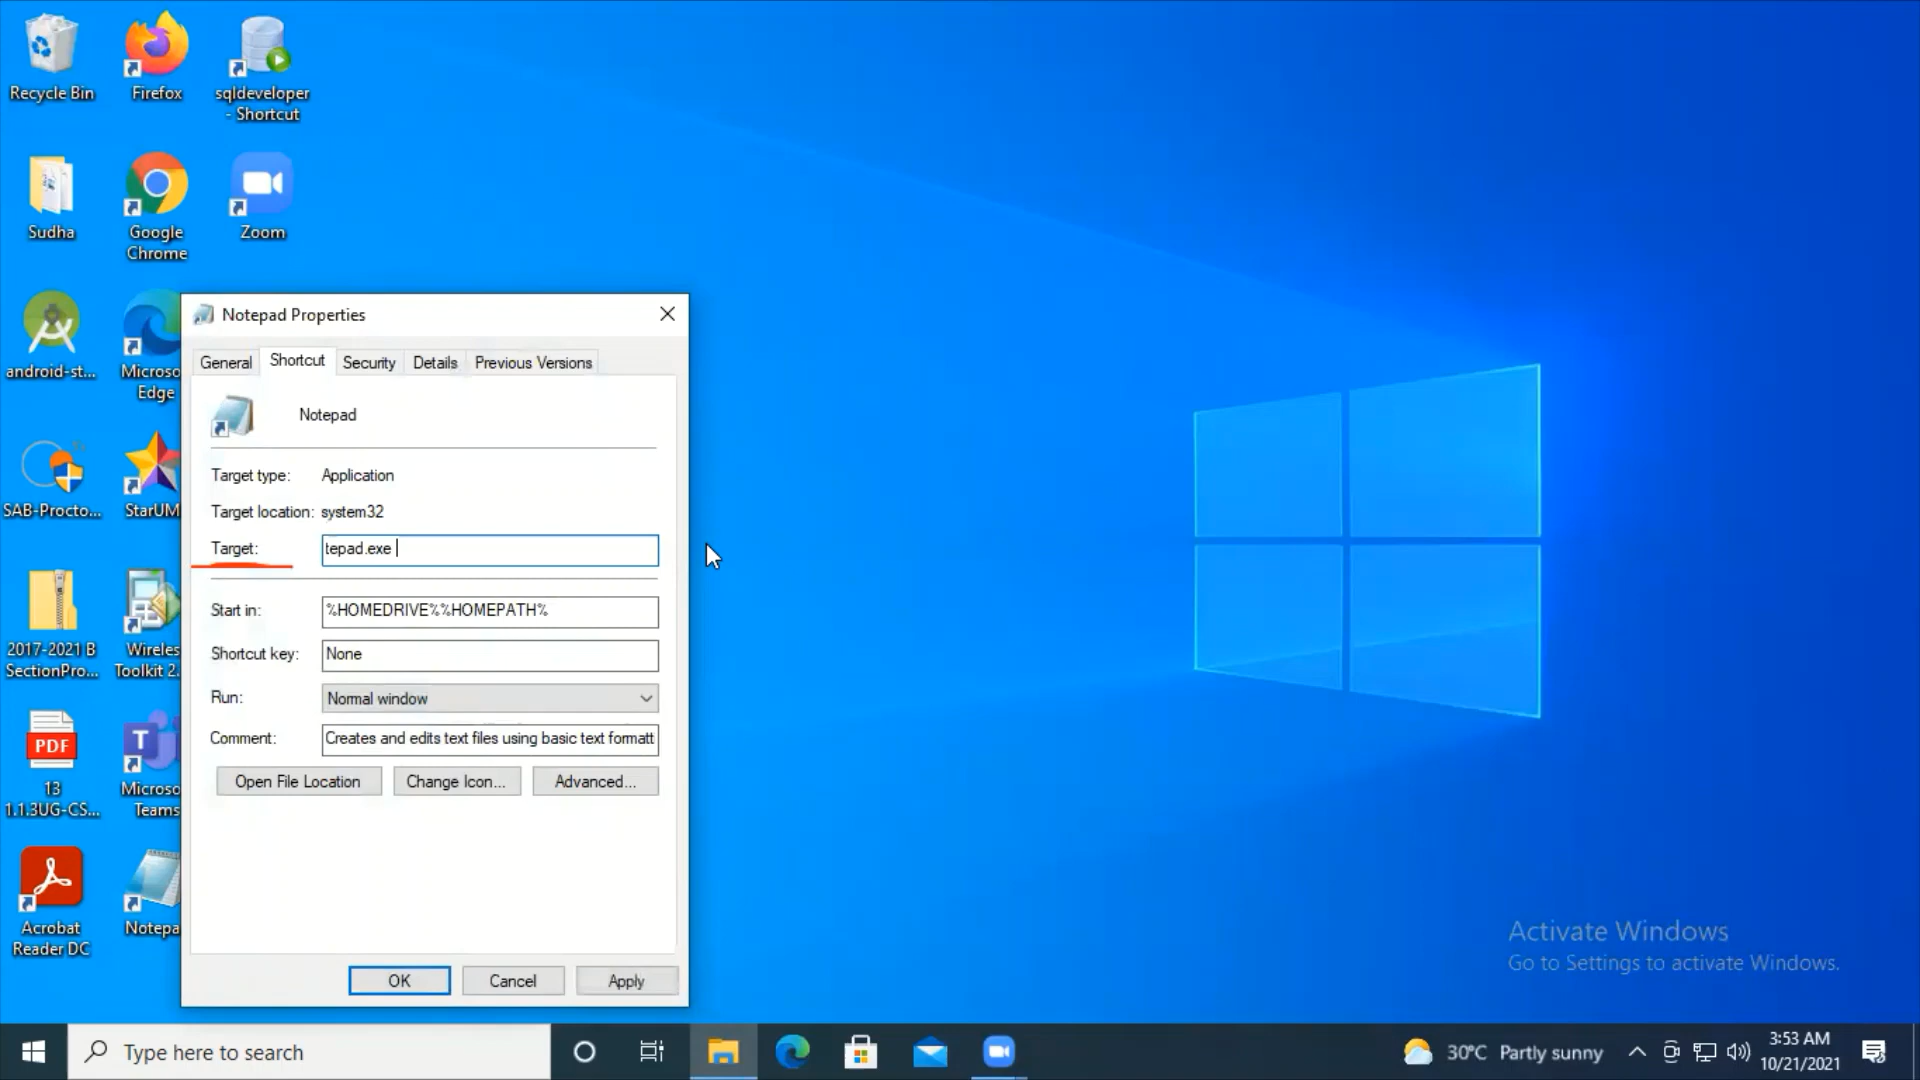 Recycle Bin
Firefox
sqldeveloper
- Shortcut
Sudha
Google
Chrome
Zoom
android-st...
Microso
Edge
SAB-Procto...
StarUM
2017-2021 B
SectionPro...
Wireles
Toolkit 2.
PDF
13
1.1.3UG-CS...
T
Microso
Teams
Acrobat
Reader DC
Notepa
Notepad Properties
General
Shortcut
Security
Details
Previous Versions
Notepad
Target type:
Application
Target location:
system32
Target:
tepad.exe
Start in:
%HOMEDRIVE%%HOMEPATH%
Shortcut key:
None
Run:
Normal window
Comment:
Creates and edits text files using basic text formatt
Open File Location
Change Icon...
Advanced...
OK
Cancel
Apply
Activate Windows
Go to Settings to activate Windows.
Type here to search
30°C Partly sunny
3:53 AM
10/21/2021